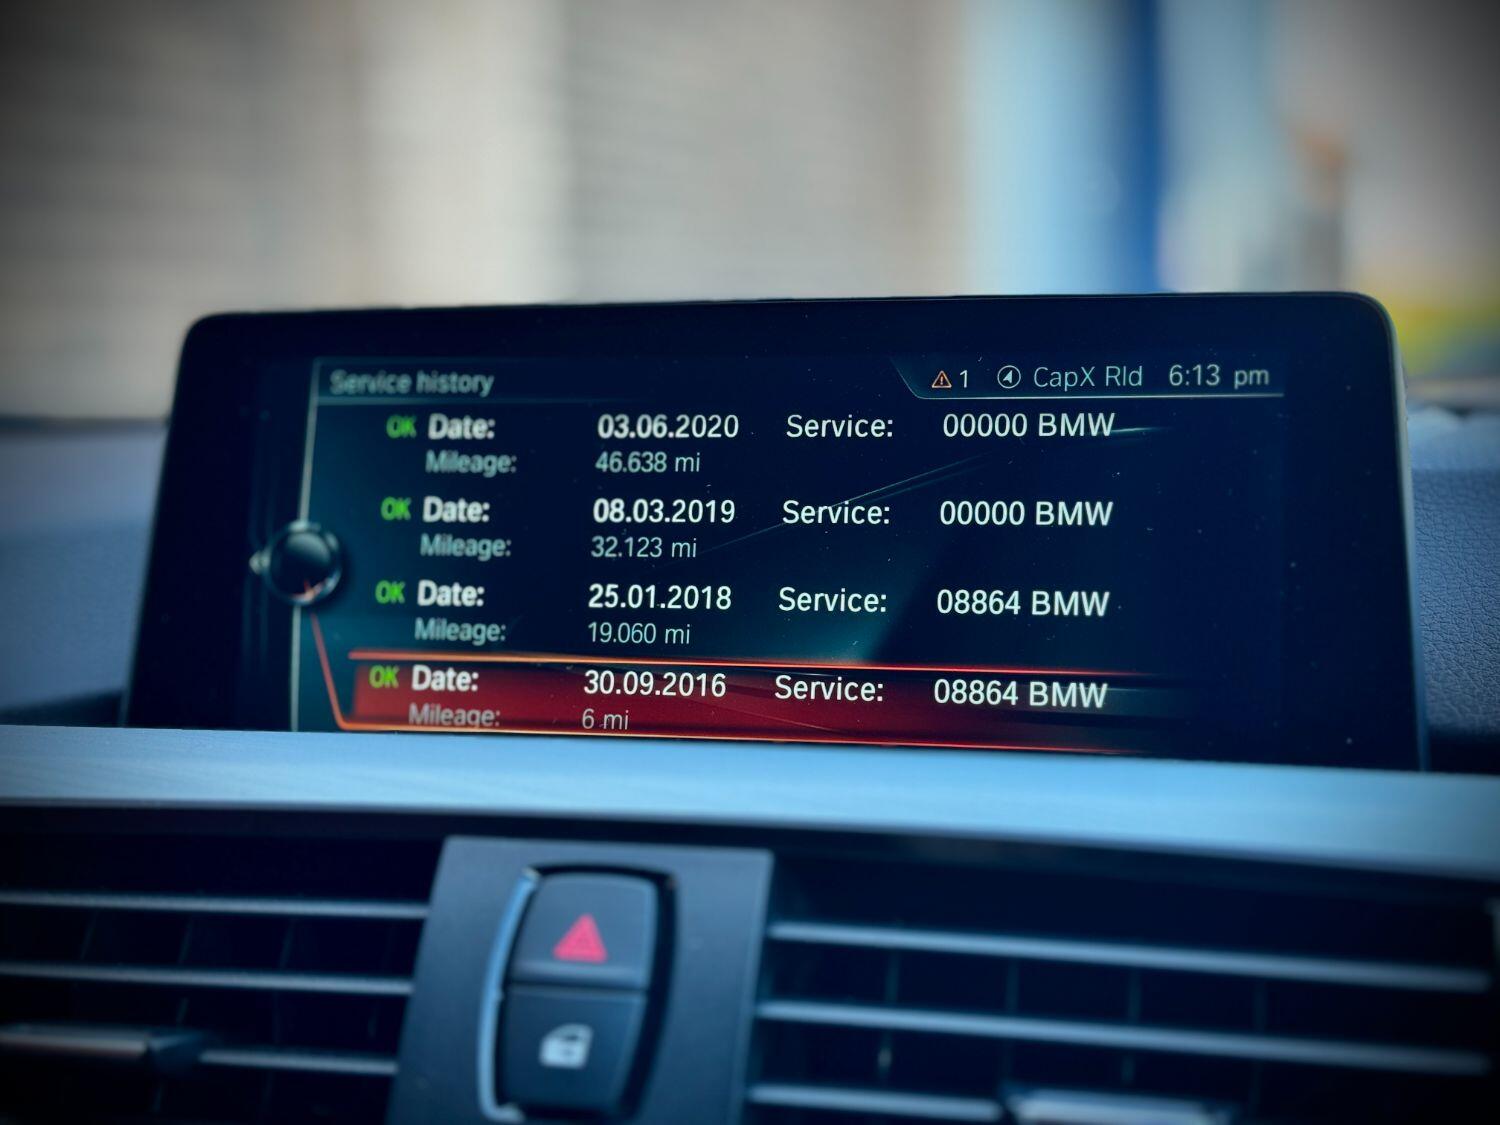 Service history 1 CapX Rld 6:13 pm
OK Date: 03.06.2020 Service: 00000 BMW
Mileage: 46.638 mi
OK Date: 08.03.2019 Service: 00000 BMW
Mileage: 32.123 mi
OK Date: 25.01.2018 Service: 08864 BMW
Mileage: 19.060 mi
OK Date: 30.09.2016 Service: 08864 BMW
Mileage: 6 mi